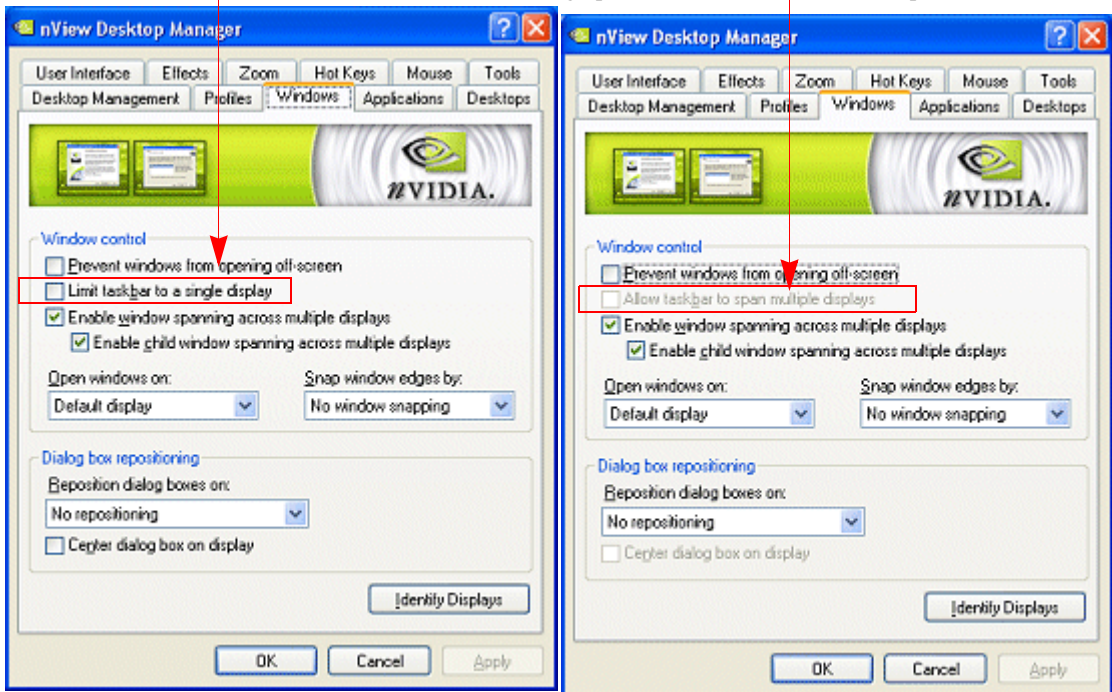 nView Desktop Manager
User Interface Effects Zoom Hot Keys Mouse Tools
Desktop Management Profiles Windows Applications Desktops
nVIDIA.
Window control
Prevent windows from opening off-screen
Limit taskbar to a single display
Enable window spanning across multiple displays
Enable child window spanning across multiple displays
Open windows on: Snap window edges by:
Default display No window snapping
Dialog box repositioning
Reposition dialog boxes on:
No repositioning
Center dialog box on display
Identify Displays
OK Cancel Apply
nView Desktop Manager
User Interface Effects Zoom Hot Keys Mouse Tools
Desktop Management Profiles Windows Applications Desktops
nVIDIA.
Window control
Prevent windows from opening off-screen
Allow taskbar to span multiple displays
Enable window spanning across multiple displays
Enable child window spanning across multiple displays
Open windows on: Snap window edges by:
Default display No window snapping
Dialog box repositioning
Reposition dialog boxes on:
No repositioning
Center dialog box on display
Identify Displays
OK Cancel Apply